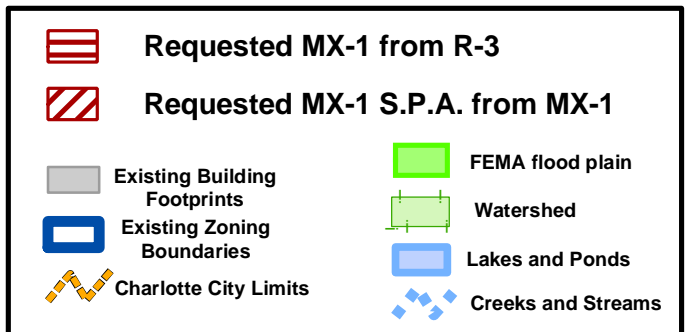 Requested MX-1 from R-3
Requested MX-1 S.P.A. from MX-1
Existing Building
Footprints
Existing Zoning
Boundaries
Charlotte City Limits
FEMA flood plain
Watershed
Lakes and Ponds
Creeks and Streams